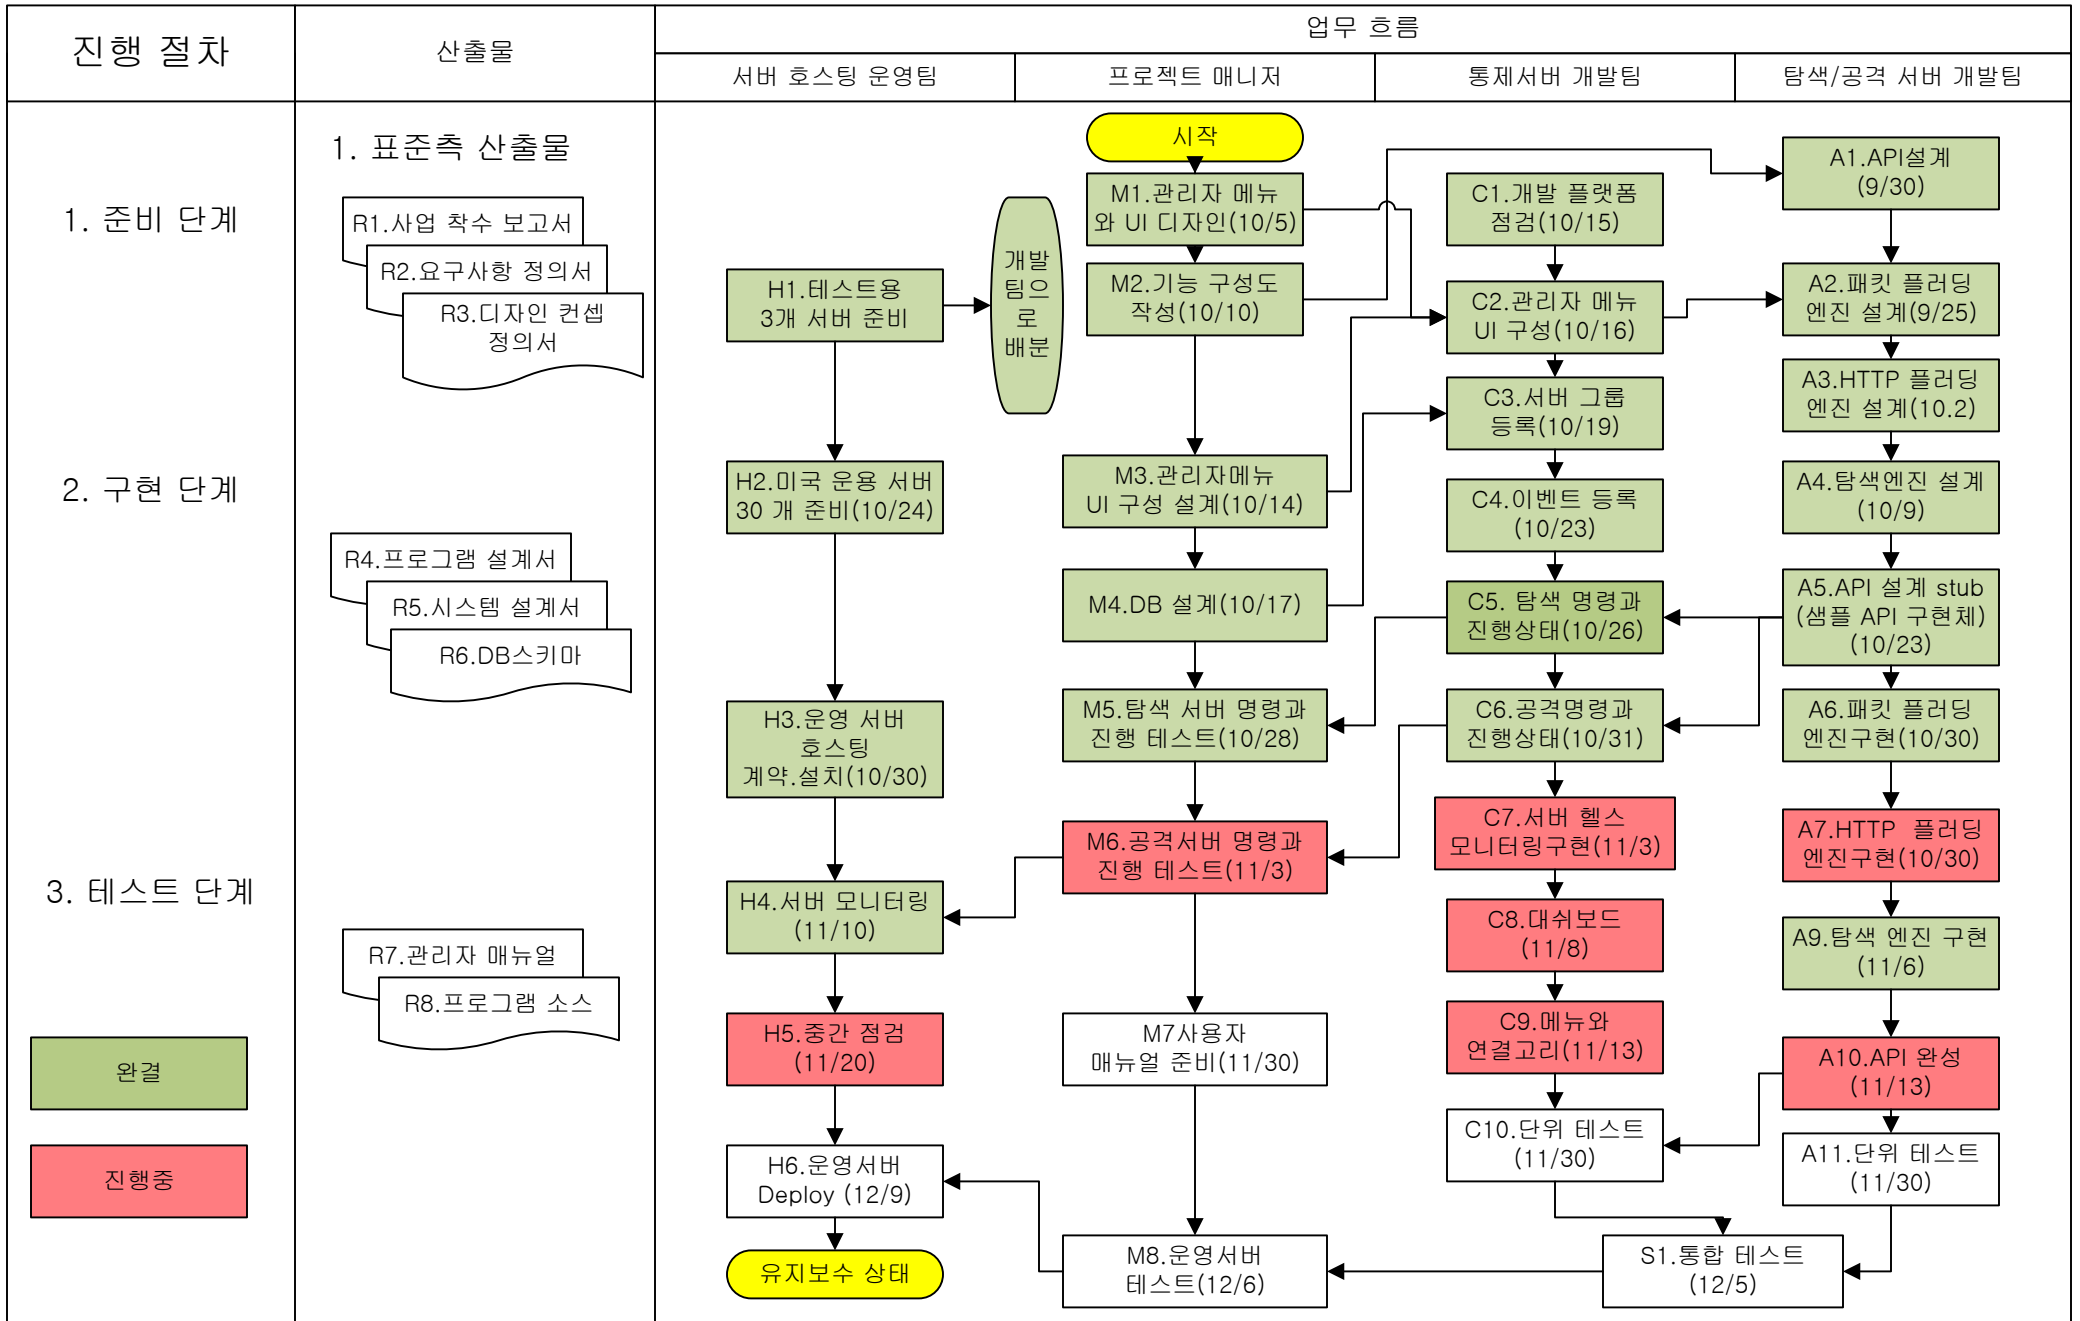 진행 절차
산출물
업무 흐름
서버 호스팅 운영팀
프로젝트 매니저
통제서버 개발팀
탐색/공격 서버 개발팀
1. 준비 단계
2. 구현 단계
3. 테스트 단계
완결
진행중
1. 표준측 산출물
R1.사업 착수 보고서
R2.요구사항 정의서
R3.디자인 컨셉
정의서
R4.프로그램 설계서
R5.시스템 설계서
R6.DB스키마
R7.관리자 매뉴얼
R8.프로그램 소스
H1.테스트용
3개 서버 준비
개발
팀으
로
배분
H2.미국 운용 서버
30 개 준비(10/24)
H3.운영 서버
호스팅
계약.설치(10/30)
H4.서버 모니터링
(11/10)
H5.중간 점검
(11/20)
H6.운영서버
Deploy (12/9)
유지보수 상태
시작
M1.관리자 메뉴
와 UI 디자인(10/5)
M2.기능 구성도
작성(10/10)
M3.관리자메뉴
UI 구성 설계(10/14)
M4.DB 설계(10/17)
M5.탐색 서버 명령과
진행 테스트(10/28)
M6.공격서버 명령과
진행 테스트(11/3)
M7사용자
매뉴얼 준비(11/30)
M8.운영서버
테스트(12/6)
C1.개발 플랫폼
점검(10/15)
C2.관리자 메뉴
UI 구성(10/16)
C3.서버 그룹
등록(10/19)
C4.이벤트 등록
(10/23)
C5. 탐색 명령과
진행상태(10/26)
C6.공격명령과
진행상태(10/31)
C7.서버 헬스
모니터링구현(11/3)
C8.대쉬보드
(11/8)
C9.메뉴와
연결고리(11/13)
C10.단위 테스트
(11/30)
S1.통합 테스트
(12/5)
A1.API설계
(9/30)
A2.패킷 플러딩
엔진 설계(9/25)
A3.HTTP 플러딩
엔진 설계(10.2)
A4.탐색엔진 설계
(10/9)
A5.API 설계 stub
(샘플 API 구현체)
(10/23)
A6.패킷 플러딩
엔진구현(10/30)
A7.HTTP 플러딩
엔진구현(10/30)
A9.탐색 엔진 구현
(11/6)
A10.API 완성
(11/13)
A11.단위 테스트
(11/30)